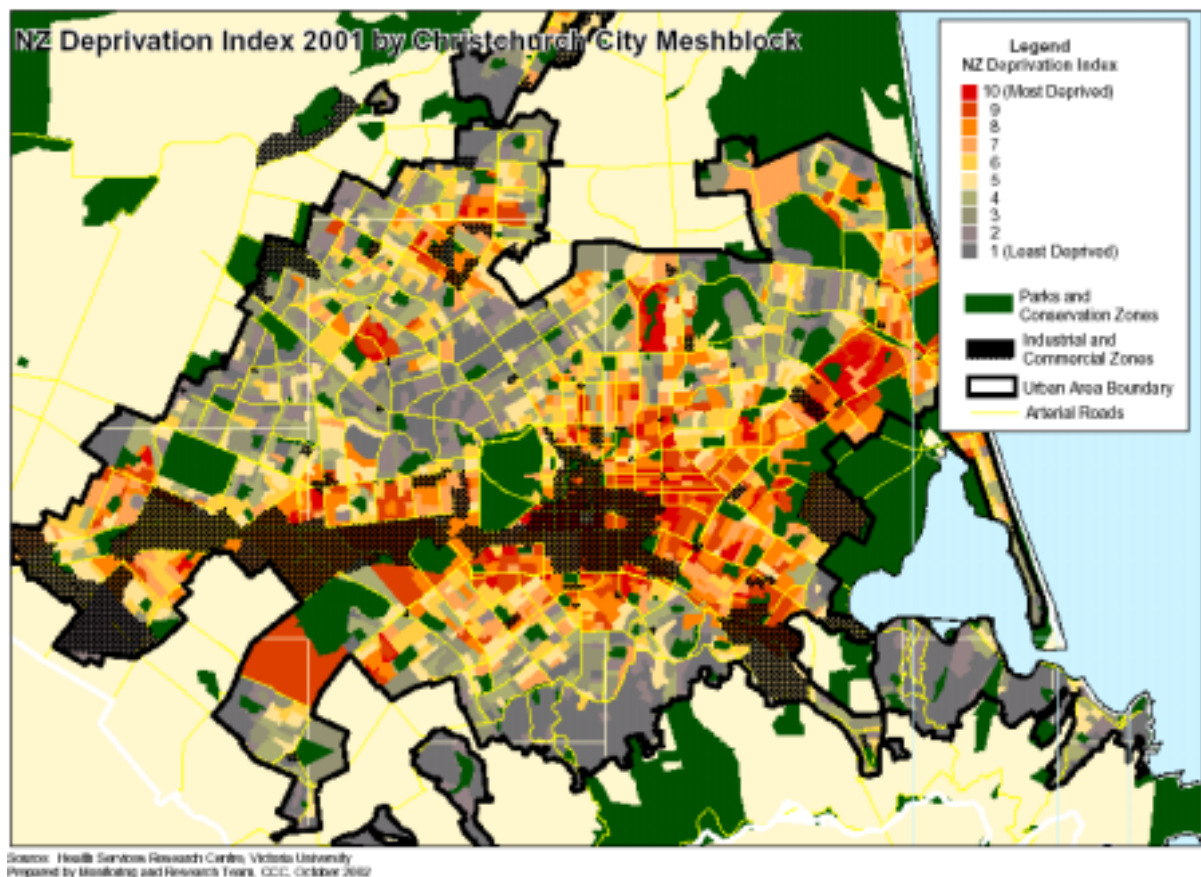 NZ Deprivation Index 2001 by Christchurch City Meshblock
Legend
NZ Deprivation Index
10 (Most Deprived)
9
8
7
6
5
4
3
2
1 (Least Deprived)
Parks and
Conservation Zones
Industrial and
Commercial Zones
Urban Area Boundary
Arterial Roads
Source: Health Services Research Centre, Victoria University
Prepared by Monitoring and Research Team, CCC, October 2002